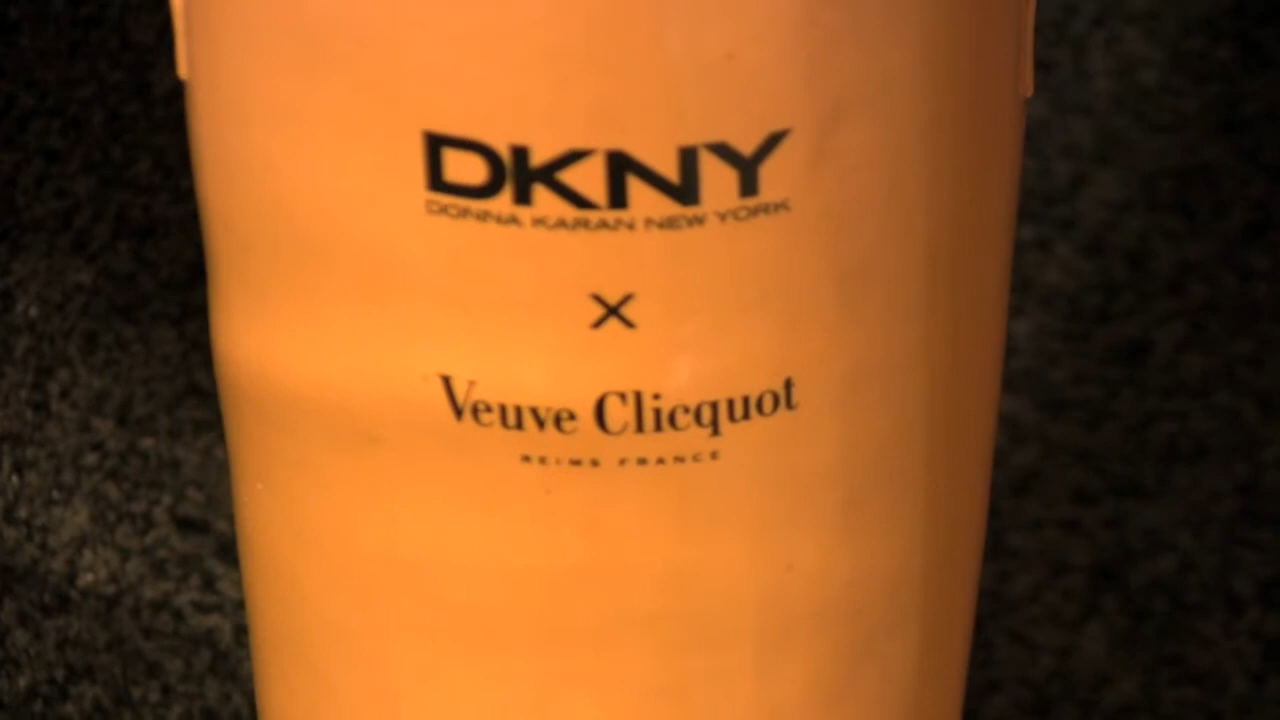 DKNY
DONNA KARAN NEW YORK
×
Veuve Clicquot
REIMS FRANCE